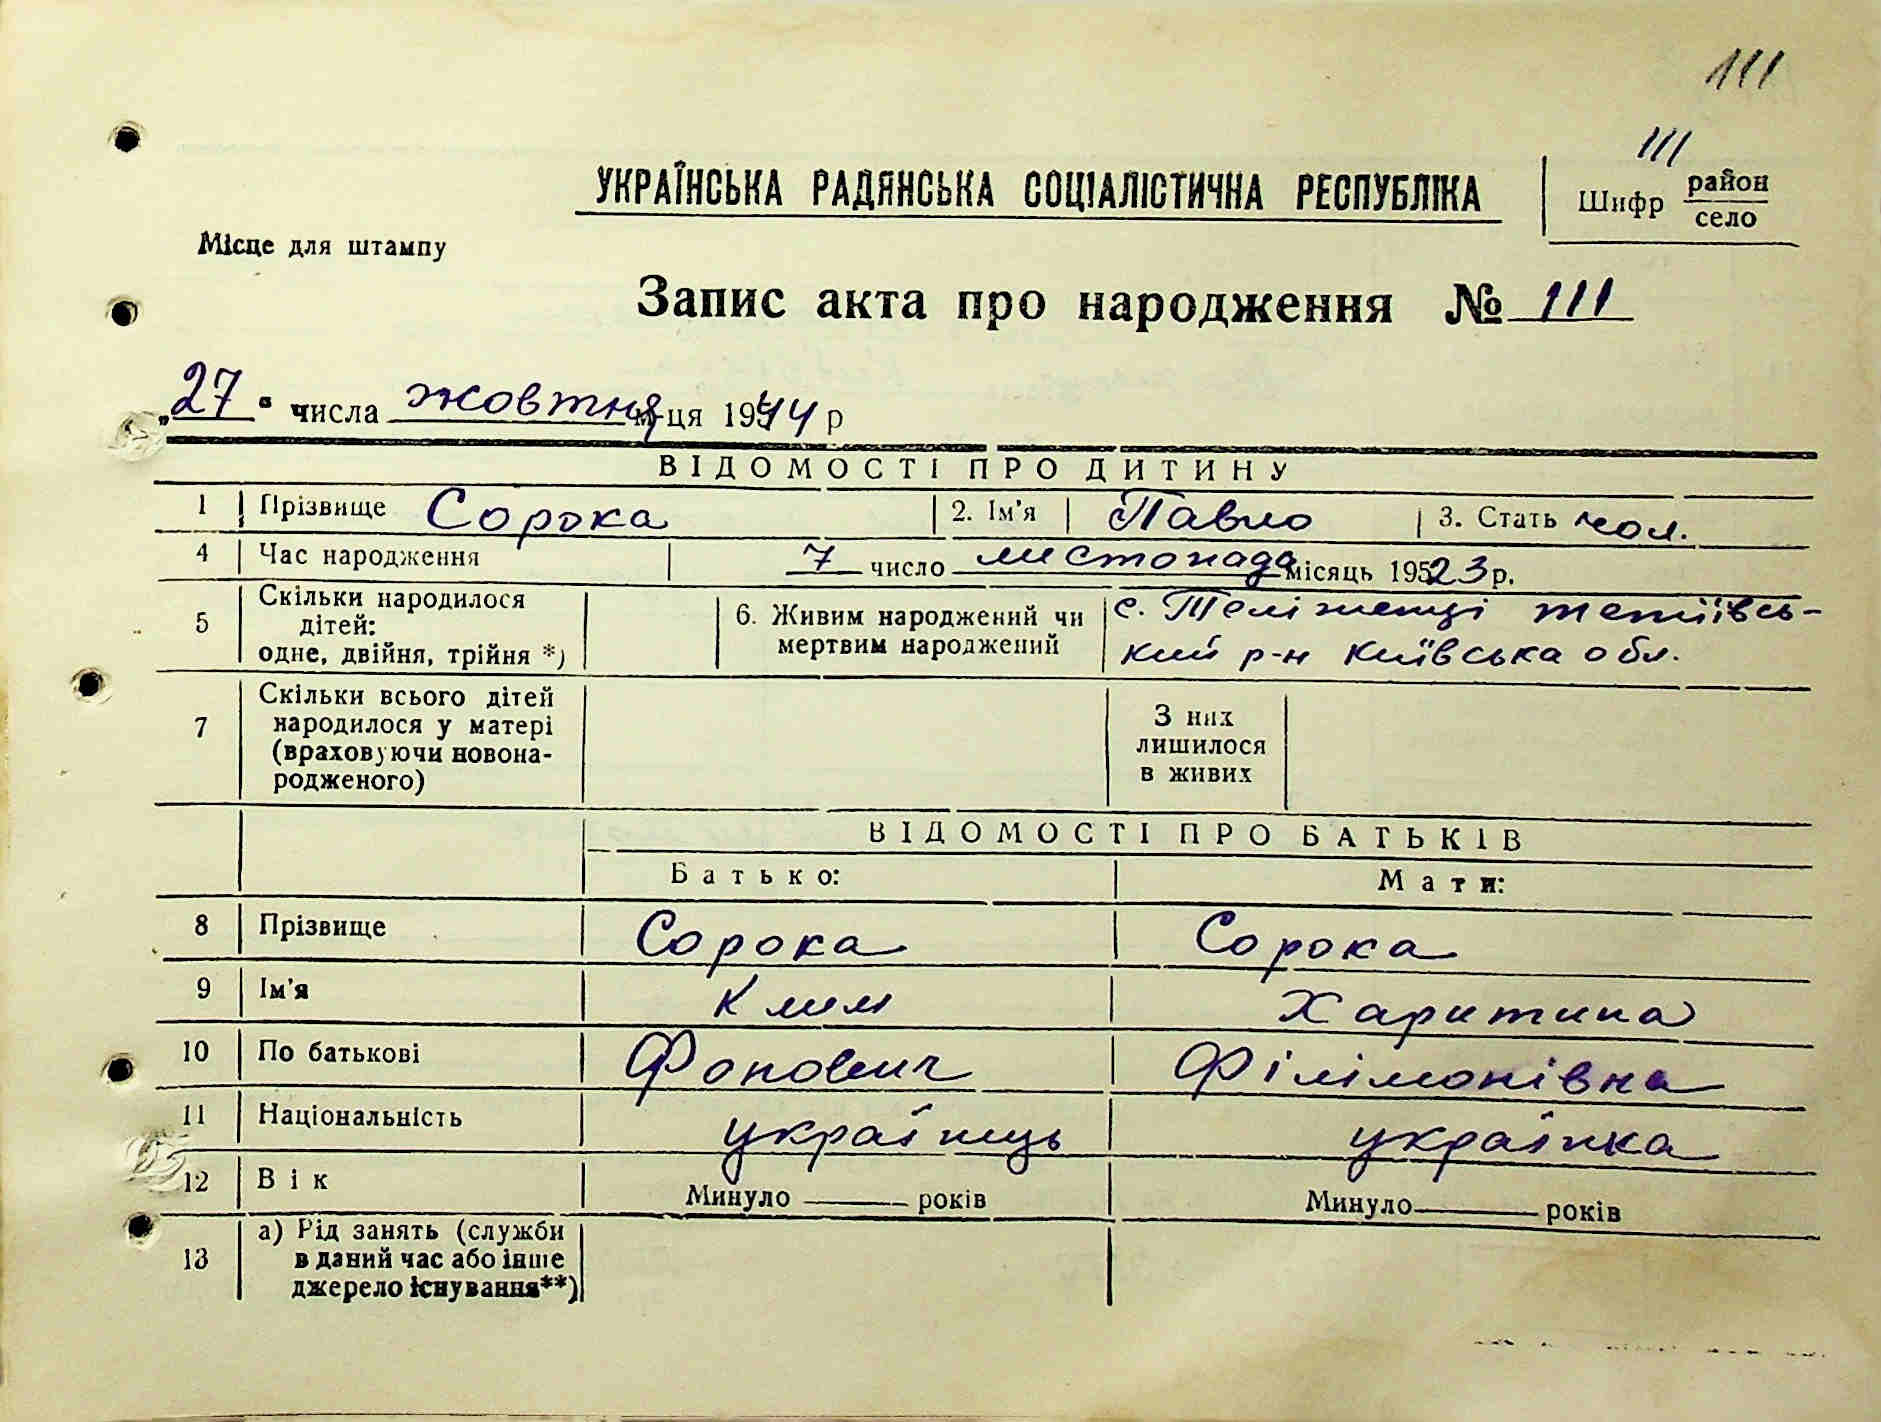 111
111
УКРАЇНСЬКА РАДЯНСЬКА СОЦІАЛІСТИЧНА РЕСПУБЛІКА
Шифр район
село
Місце для штампу
Запис акта про народження № 111
„27" числа жовтня м-ця 1944 р
ВІДОМОСТІ ПРО ДИТИНУ
1 Прізвище Сорока 2. Ім'я Павло 3. Стать чол.
4 Час народження 7 число листопада місяць 1923 р.
5 Скільки народилося дітей: одне, двійня, трійня *) 6. Живим народжений чи мертвим народжений с. Теліженці тетіївсь-
кий р-н Київська обл.
7 Скільки всього дітей народилося у матері (враховуючи новона-родженого) З них лишилося в живих
ВІДОМОСТІ ПРО БАТЬКІВ
Батько: Мати:
8 Прізвище Сорока Сорока
9 Ім'я Клим Харитина
10 По батькові Фонович Філімонівна
11 Національність українець українка
12 Вік Минуло ——— років Минуло ——— років
13 а) Рід занять (служби в даний час або інше джерело існування**)